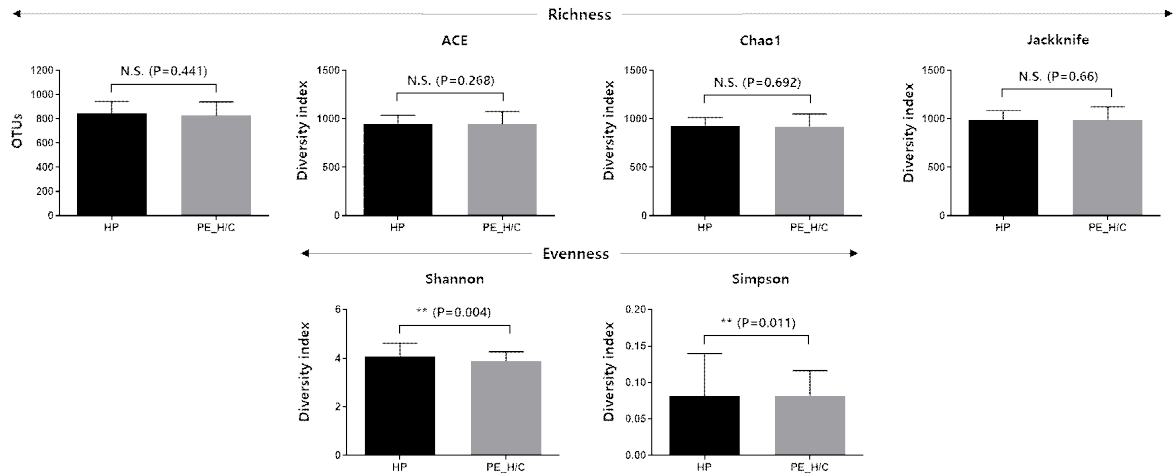 Richness
ACE
Chao1
Jackknife
1200
1000
800
600
400
200
0
OTUs
N.S. (P=0.441)
HP
PE_H/C
1500
1000
500
0
Diversity index
N.S. (P=0.268)
HP
PE_H/C
1500
1000
500
0
Diversity index
N.S. (P=0.692)
HP
PE_H/C
1500
1000
500
0
Diversity index
N.S. (P=0.66)
HP
PE_H/C
Evenness
Shannon
Simpson
6
4
2
0
Diversity index
** (P=0.004)
HP
PE_H/C
0.20
0.15
0.10
0.05
0.00
Diversity index
** (P=0.011)
HP
PE_H/C